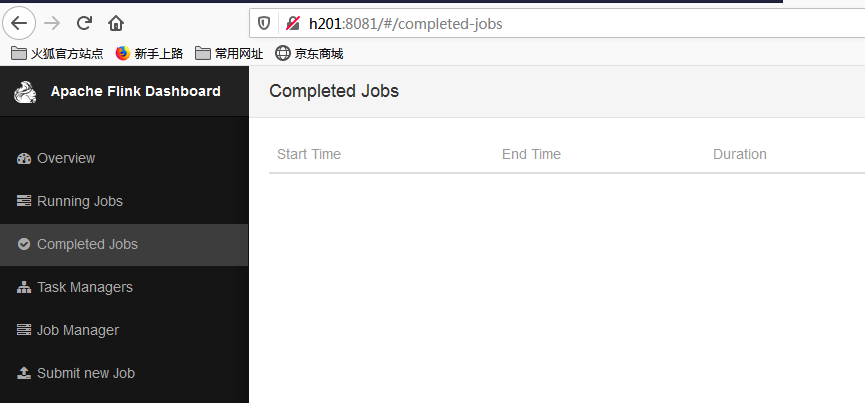 h201:8081/#/completed-jobs
火狐官方站点 新手上路 常用网址 京东商城
Apache Flink Dashboard
Completed Jobs
Start Time End Time Duration
Overview
Running Jobs
Completed Jobs
Task Managers
Job Manager
Submit new Job